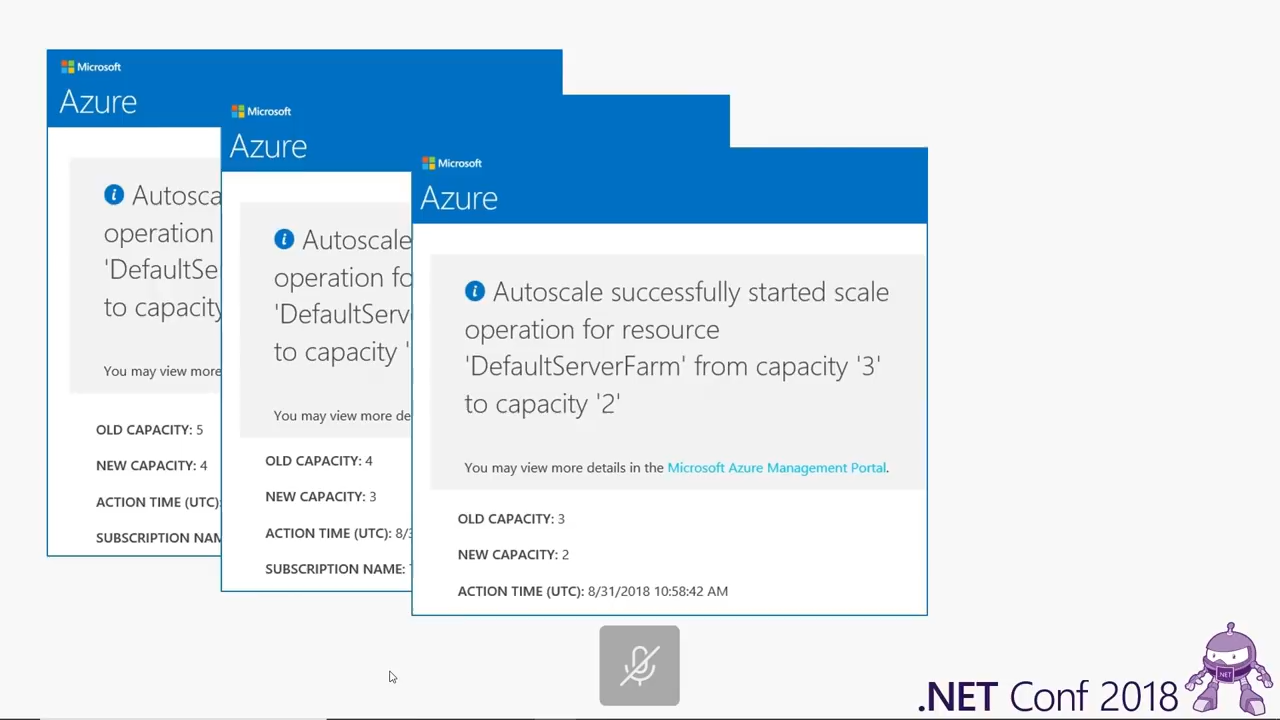 Microsoft
Azure
Autosca
operation
'DefaultSe
to capacity
You may view more
OLD CAPACITY: 5
NEW CAPACITY: 4
ACTION TIME (UTC):
SUBSCRIPTION NAM
Microsoft
Azure
Autoscale
operation fo
'DefaultServ
to capacity '
You may view more de
OLD CAPACITY: 4
NEW CAPACITY: 3
ACTION TIME (UTC): 8/3
SUBSCRIPTION NAME:
Microsoft
Azure
Autoscale successfully started scale
operation for resource
'DefaultServerFarm' from capacity '3'
to capacity '2'
You may view more details in the Microsoft Azure Management Portal.
OLD CAPACITY: 3
NEW CAPACITY: 2
ACTION TIME (UTC): 8/31/2018 10:58:42 AM
.NET Conf 2018
.NET